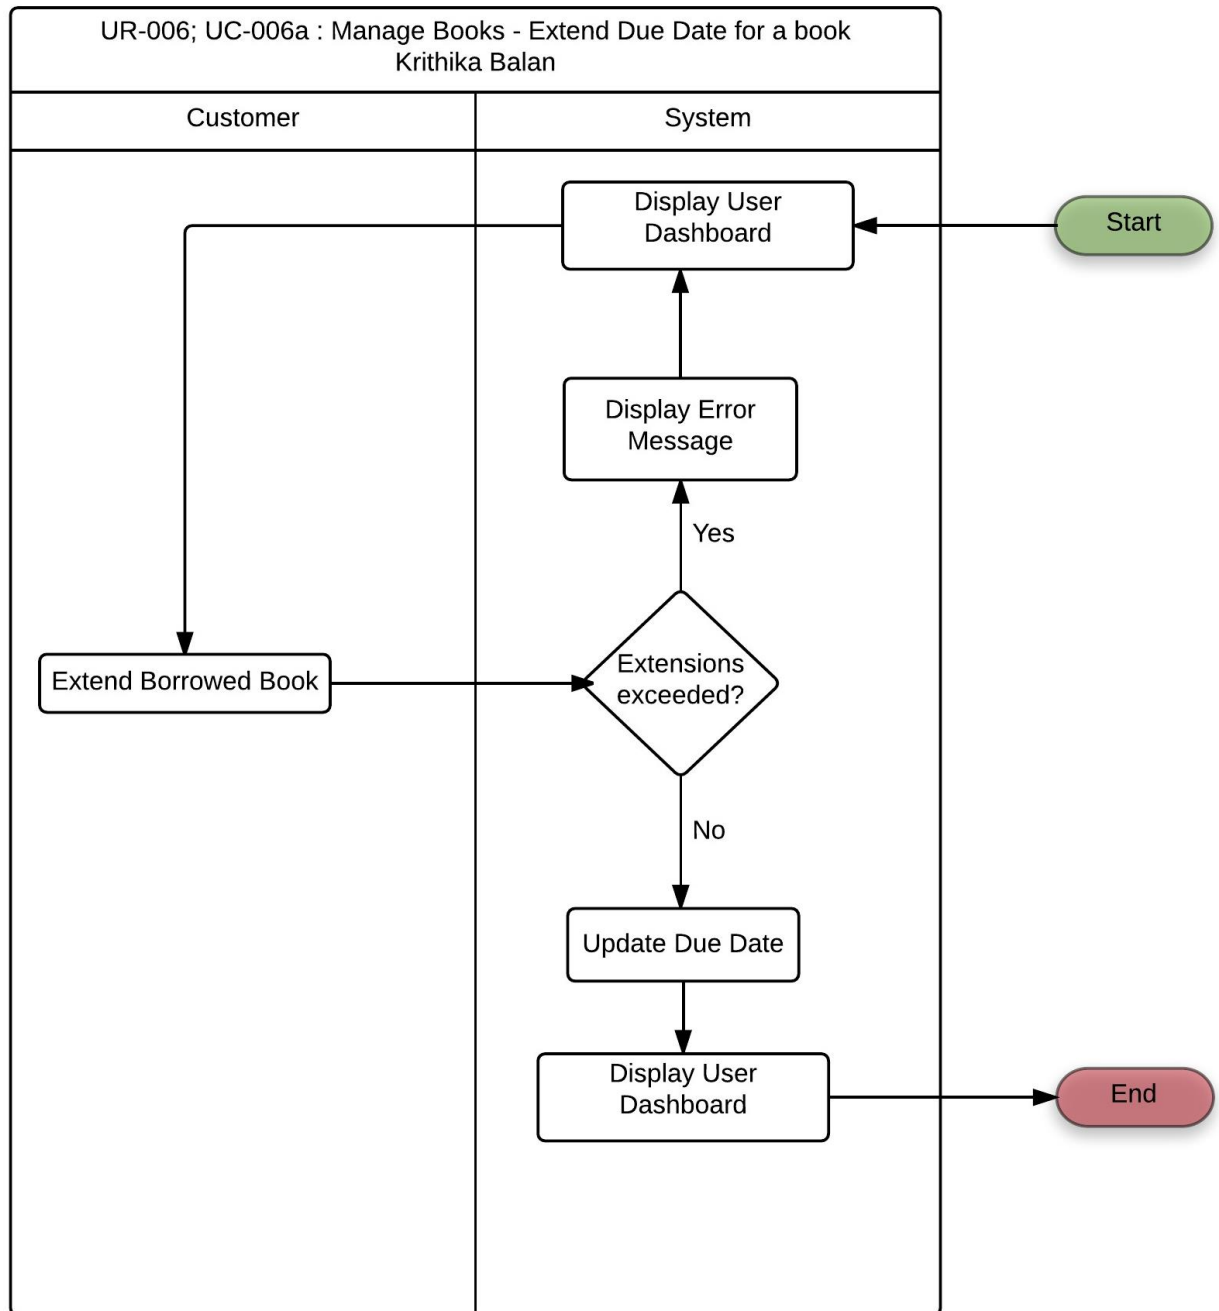 UR-006; UC-006a : Manage Books - Extend Due Date for a book
Krithika Balan
Customer
System
Display User
Dashboard
Start
Display Error
Message
Yes
Extensions
exceeded?
Extend Borrowed Book
No
Update Due Date
Display User
Dashboard
End